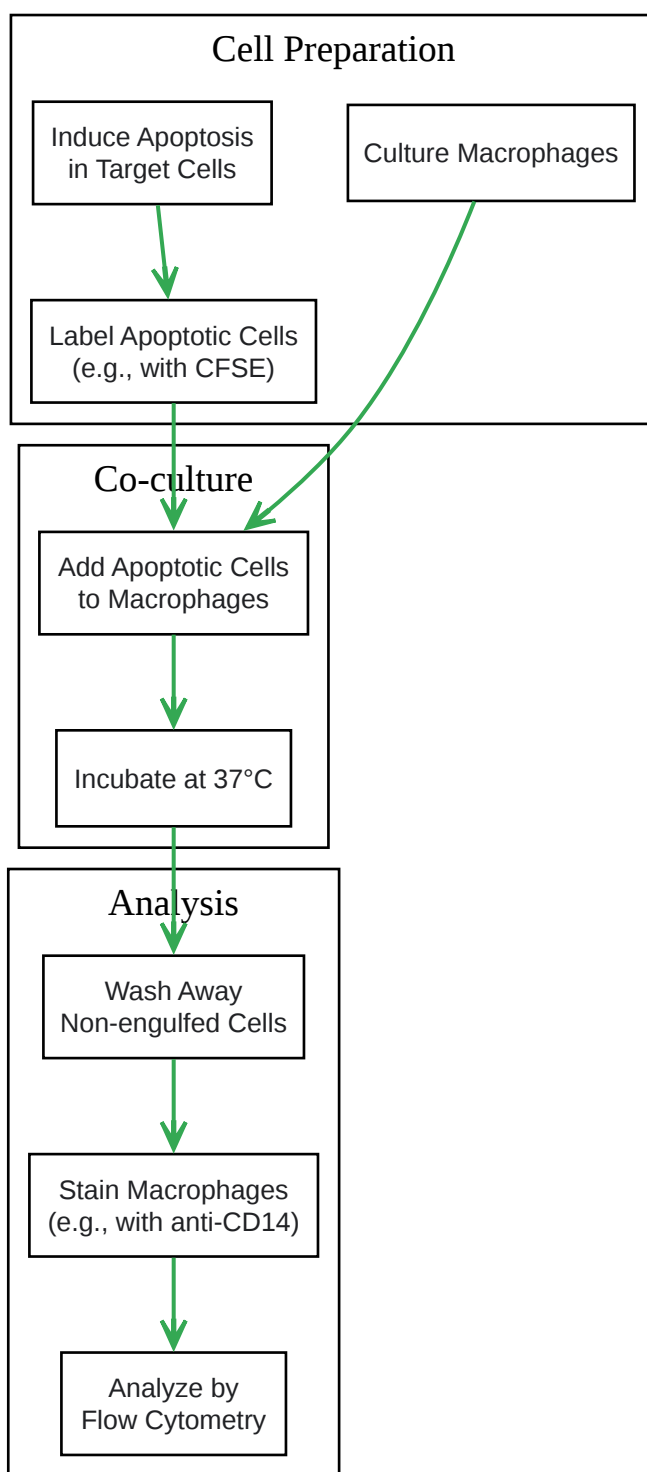 Cell Preparation
Induce Apoptosis
in Target Cells
Culture Macrophages
Label Apoptotic Cells
(e.g., with CFSE)
Co-culture
Add Apoptotic Cells
to Macrophages
Incubate at 37°C
Analysis
Wash Away
Non-engulfed Cells
Stain Macrophages
(e.g., with anti-CD14)
Analyze by
Flow Cytometry